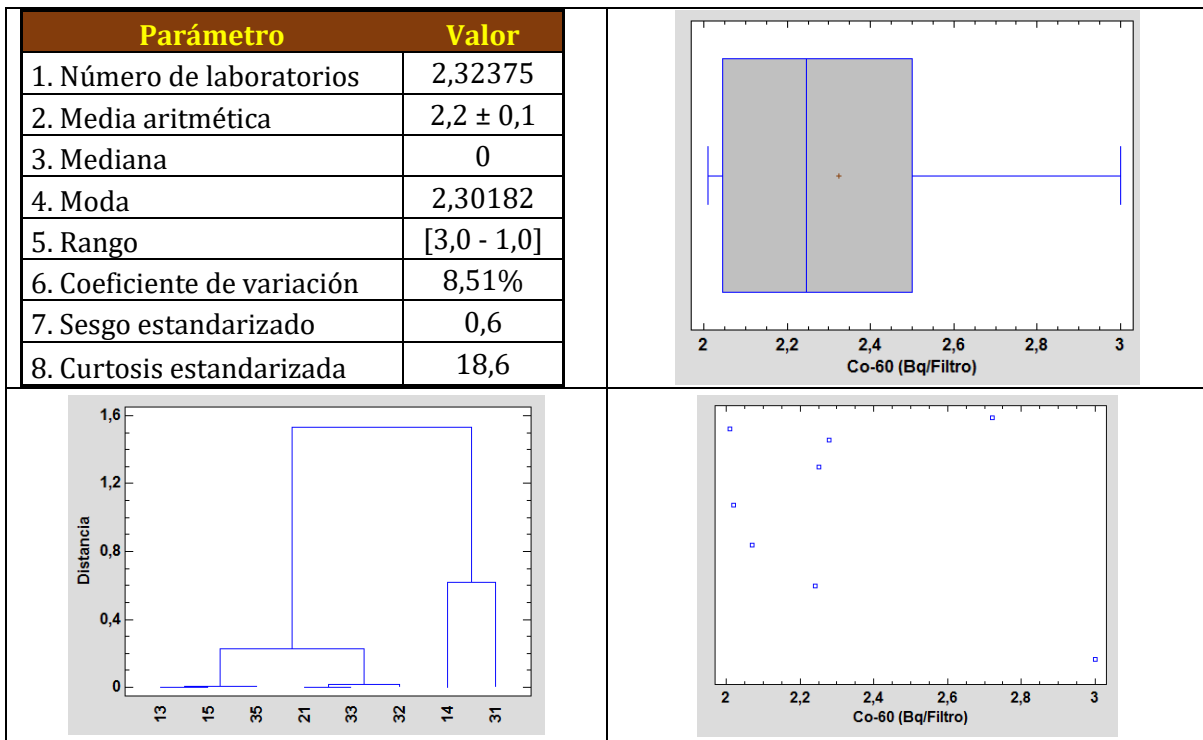 Parámetro Valor
1. Número de laboratorios 2,32375
2. Media aritmética 2,2 ± 0,1
3. Mediana 0
4. Moda 2,30182
5. Rango [3,0 - 1,0]
6. Coeficiente de variación 8,51%
7. Sesgo estandarizado 0,6
8. Curtosis estandarizada 18,6
2 2,2 2,4 2,6 2,8 3
Co-60 (Bq/Filtro)
1,6
1,2
0,8
0,4
0
Distancia
13 15 35 21 33 32 14 31
2 2,2 2,4 2,6 2,8 3
Co-60 (Bq/Filtro)